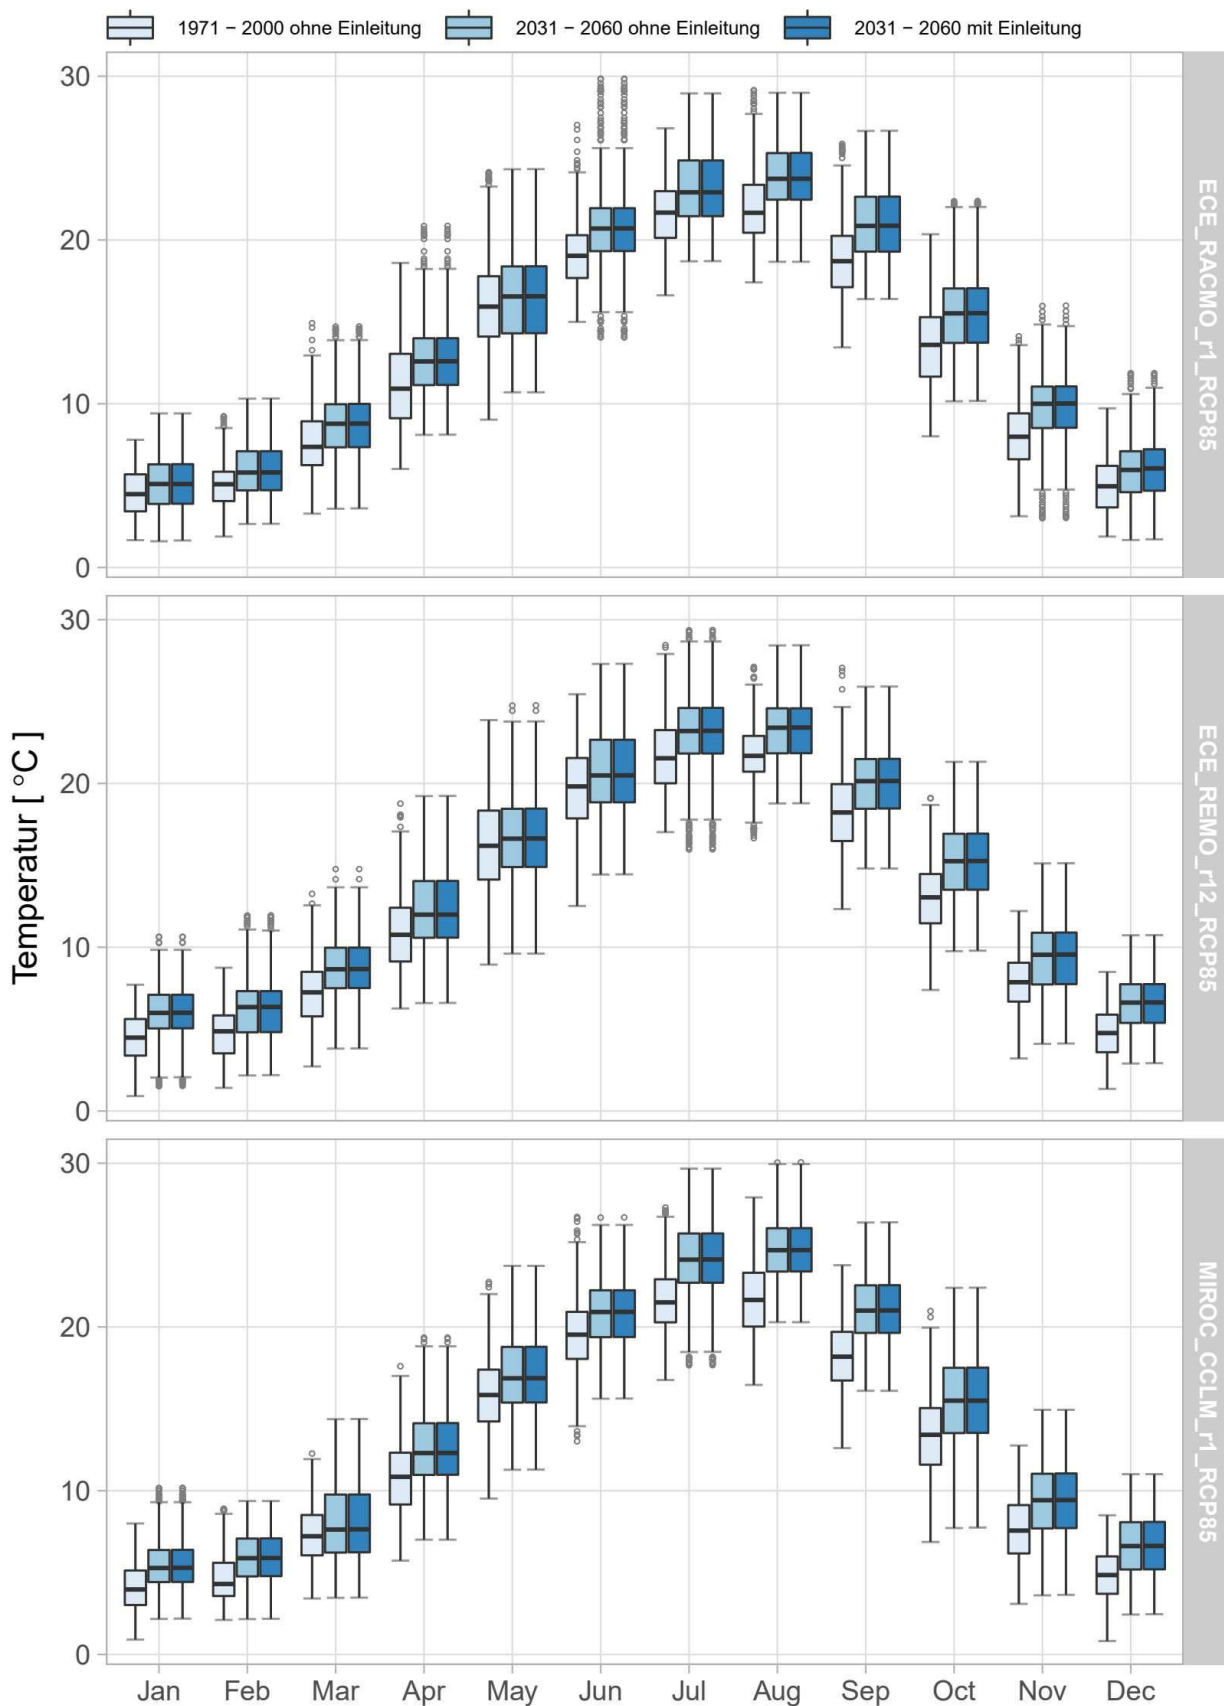 1971 − 2000 ohne Einleitung 2031 − 2060 ohne Einleitung 2031 − 2060 mit Einleitung
30
20
10
0
ECE_RACMO_r1_RCP85
Temperatur [ °C ]
30
20
10
0
ECE_REMO_r12_RCP85
30
20
10
0
MIROC_CCLM_r1_RCP85
Jan Feb Mar Apr May Jun Jul Aug Sep Oct Nov Dec